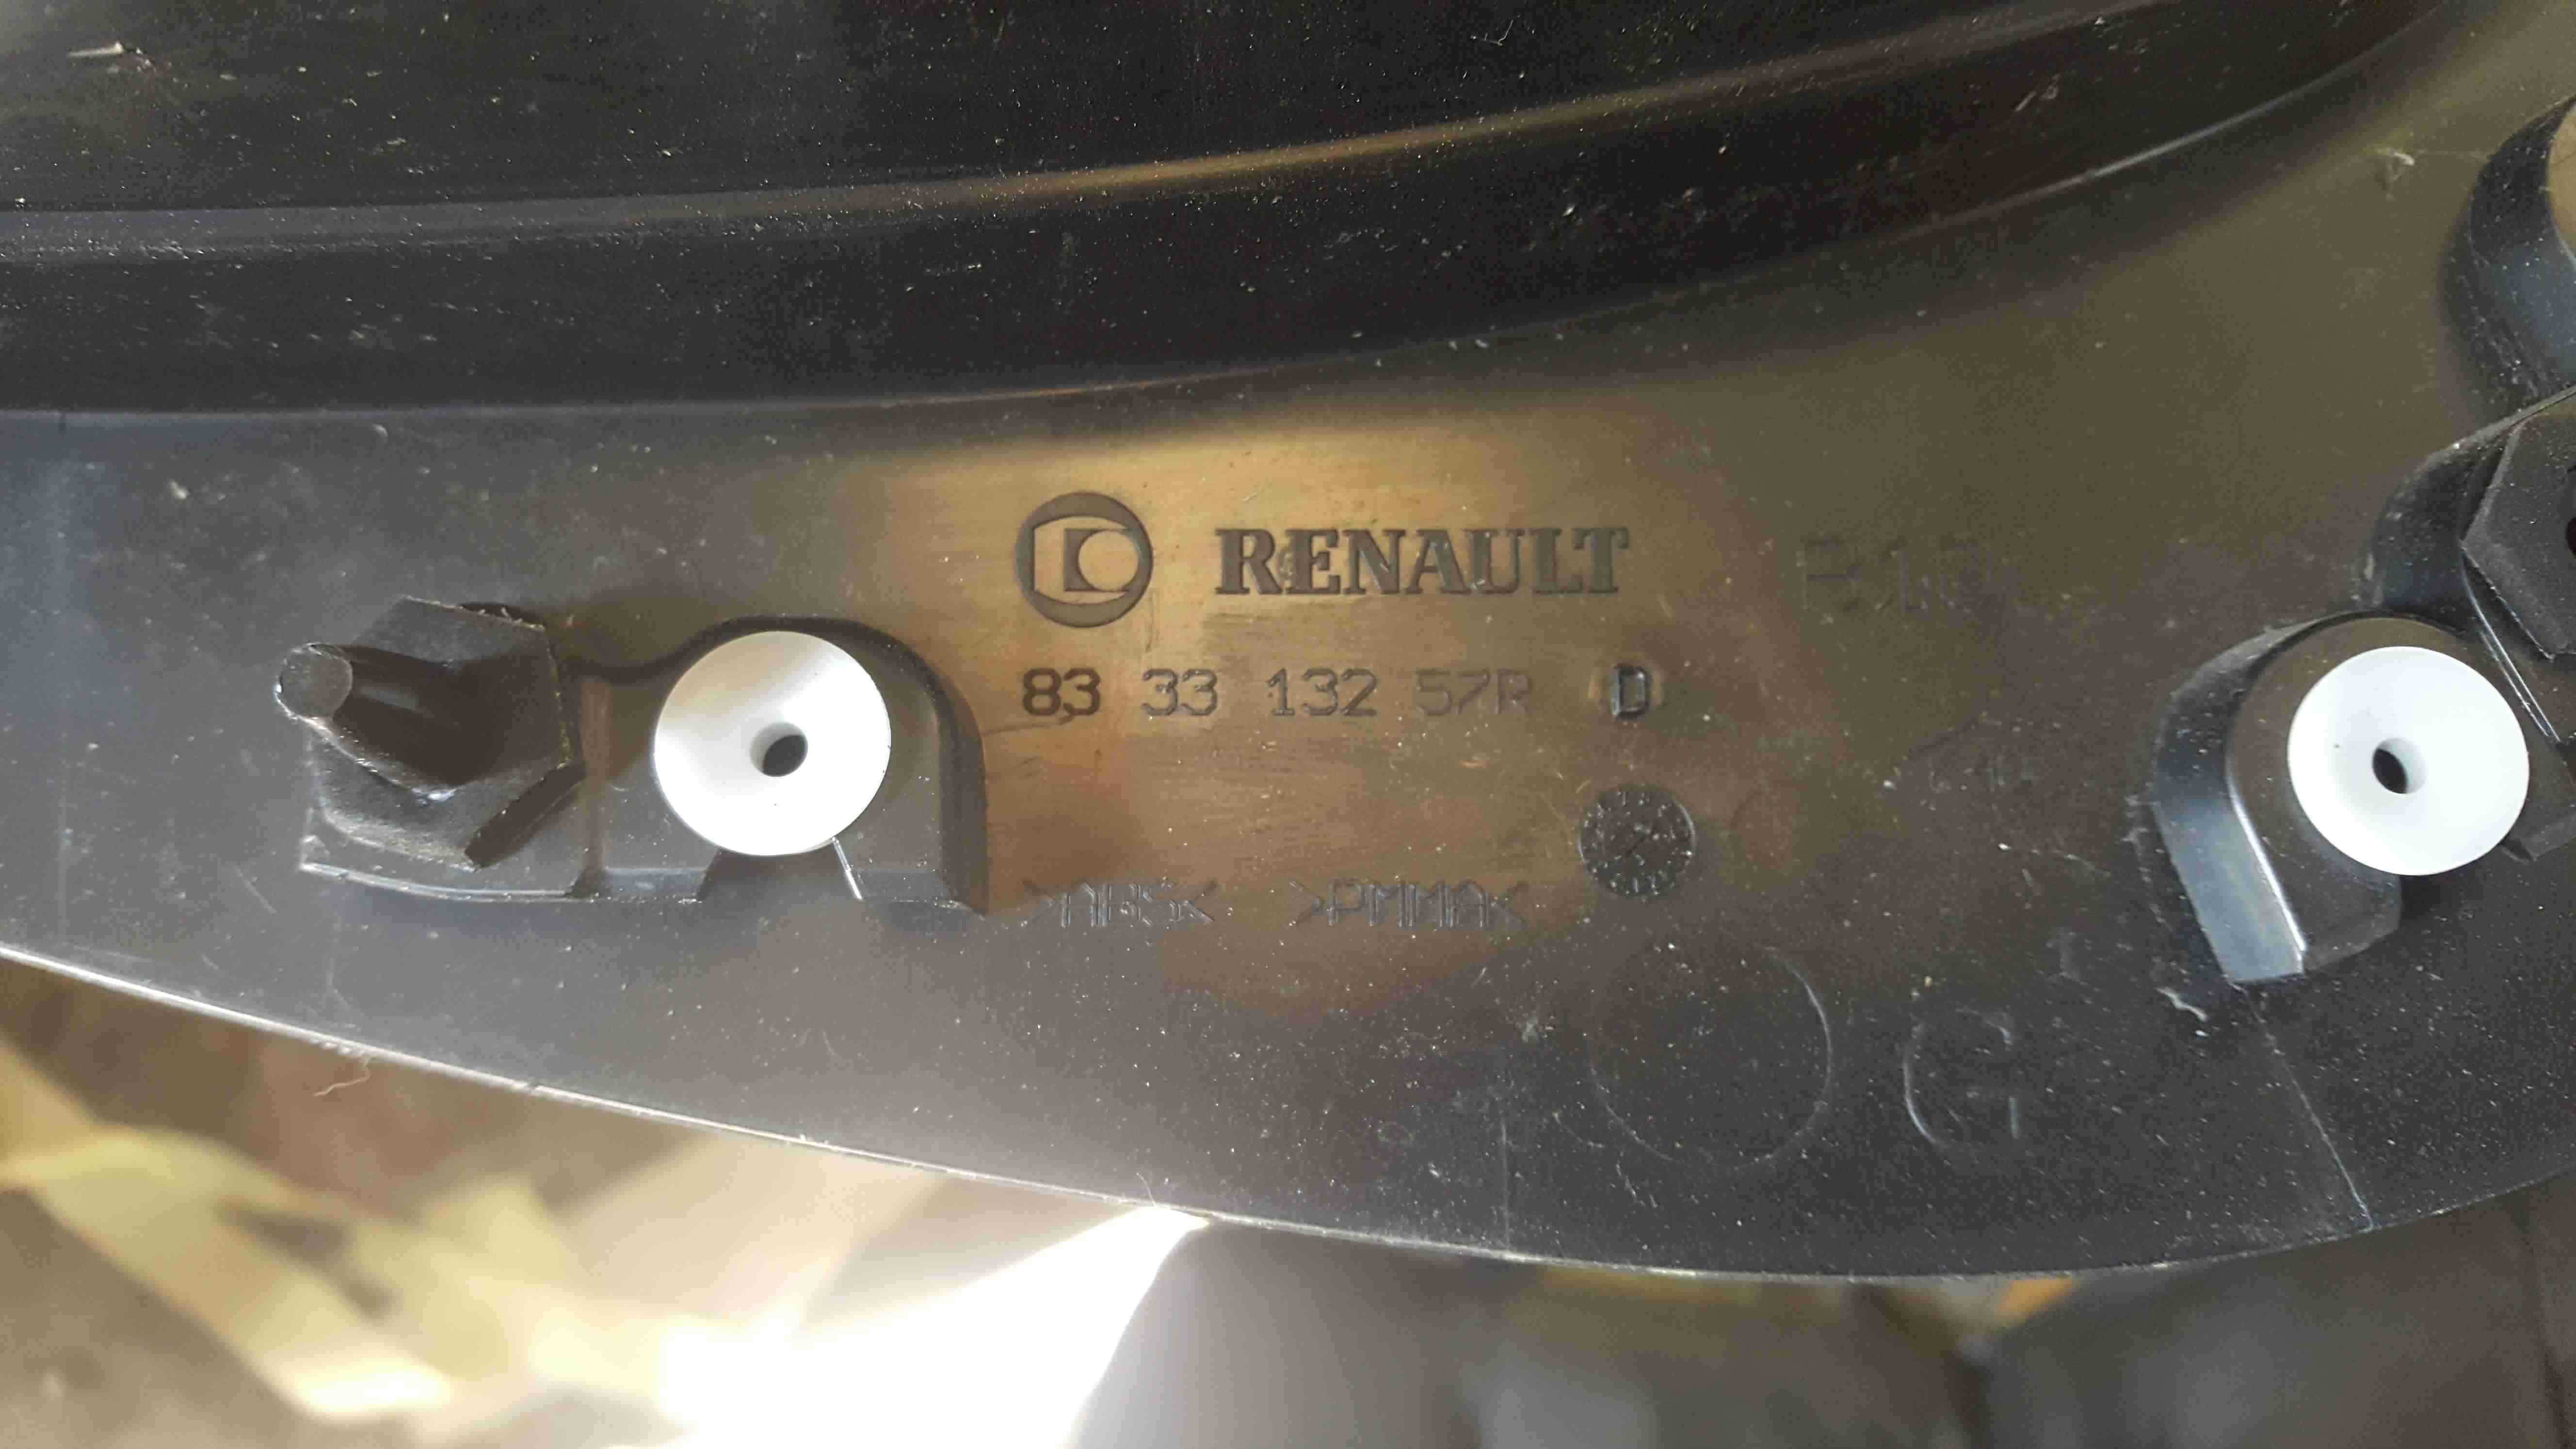 RENAULT
83 33 132 57R D
>ABS< >PMMA<
G